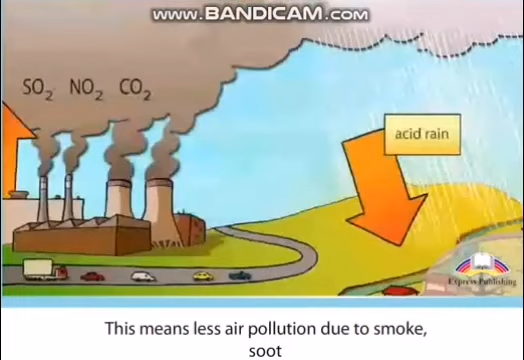 www.BANDICAM.com
SO₂ NO₂ CO₂
acid rain
Express Publishing
This means less air pollution due to smoke,
soot